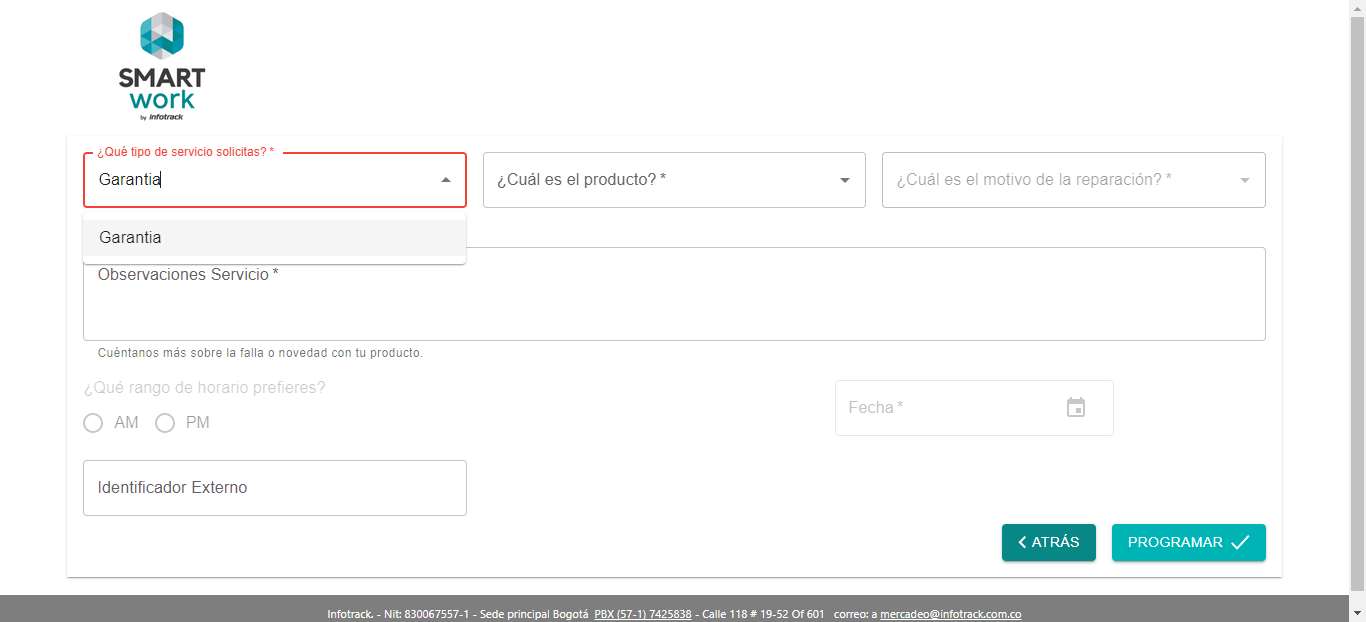 SMART
work
by infotrack
¿Qué tipo de servicio solicitas? *
Garantia
¿Cuál es el producto? *
¿Cuál es el motivo de la reparación? *
Garantia
Observaciones Servicio *
Cuéntanos más sobre la falla o novedad con tu producto.
¿Qué rango de horario prefieres?
AM
PM
Fecha *
Identificador Externo
ATRÁS
PROGRAMAR
Infotrack. - Nit: 830067557-1 - Sede principal Bogotá PBX (57-1) 7425838 - Calle 118 # 19-52 Of 601 correo: a mercadeo@infotrack.com.co